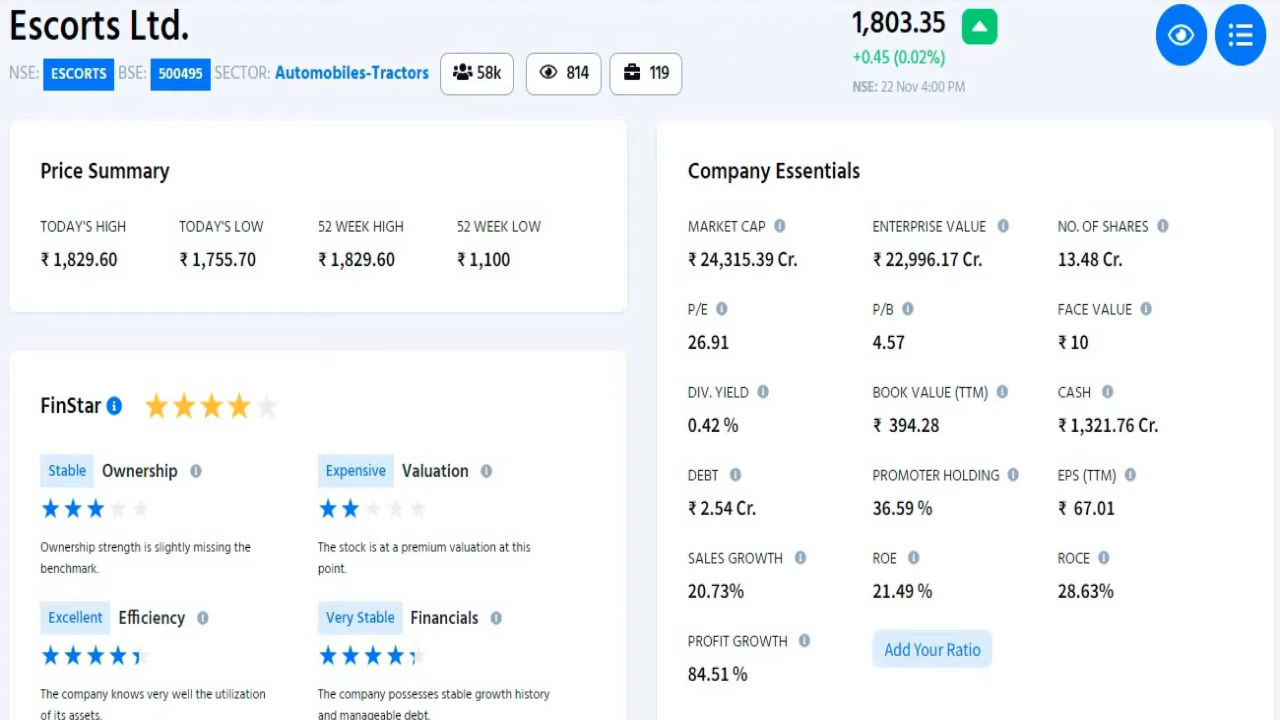 Escorts Ltd.
NSE: ESCORTS BSE: 500495 SECTOR: Automobiles-Tractors 58k 814 119
1,803.35
+0.45 (0.02%)
NSE: 22 Nov 4:00 PM
Price Summary
TODAY'S HIGH TODAY'S LOW 52 WEEK HIGH 52 WEEK LOW
₹ 1,829.60 ₹ 1,755.70 ₹ 1,829.60 ₹ 1,100
FinStar
Stable Ownership
Ownership strength is slightly missing the
benchmark.
Expensive Valuation
The stock is at a premium valuation at this
point.
Excellent Efficiency
The company knows very well the utilization
of its assets.
Very Stable Financials
The company possesses stable growth history
and manageable debt.
Company Essentials
MARKET CAP ENTERPRISE VALUE NO. OF SHARES
₹ 24,315.39 Cr. ₹ 22,996.17 Cr. 13.48 Cr.
P/E P/B FACE VALUE
26.91 4.57 ₹ 10
DIV. YIELD BOOK VALUE (TTM) CASH
0.42 % ₹ 394.28 ₹ 1,321.76 Cr.
DEBT PROMOTER HOLDING EPS (TTM)
₹ 2.54 Cr. 36.59 % ₹ 67.01
SALES GROWTH ROE ROCE
20.73% 21.49 % 28.63%
PROFIT GROWTH
84.51 %
Add Your Ratio